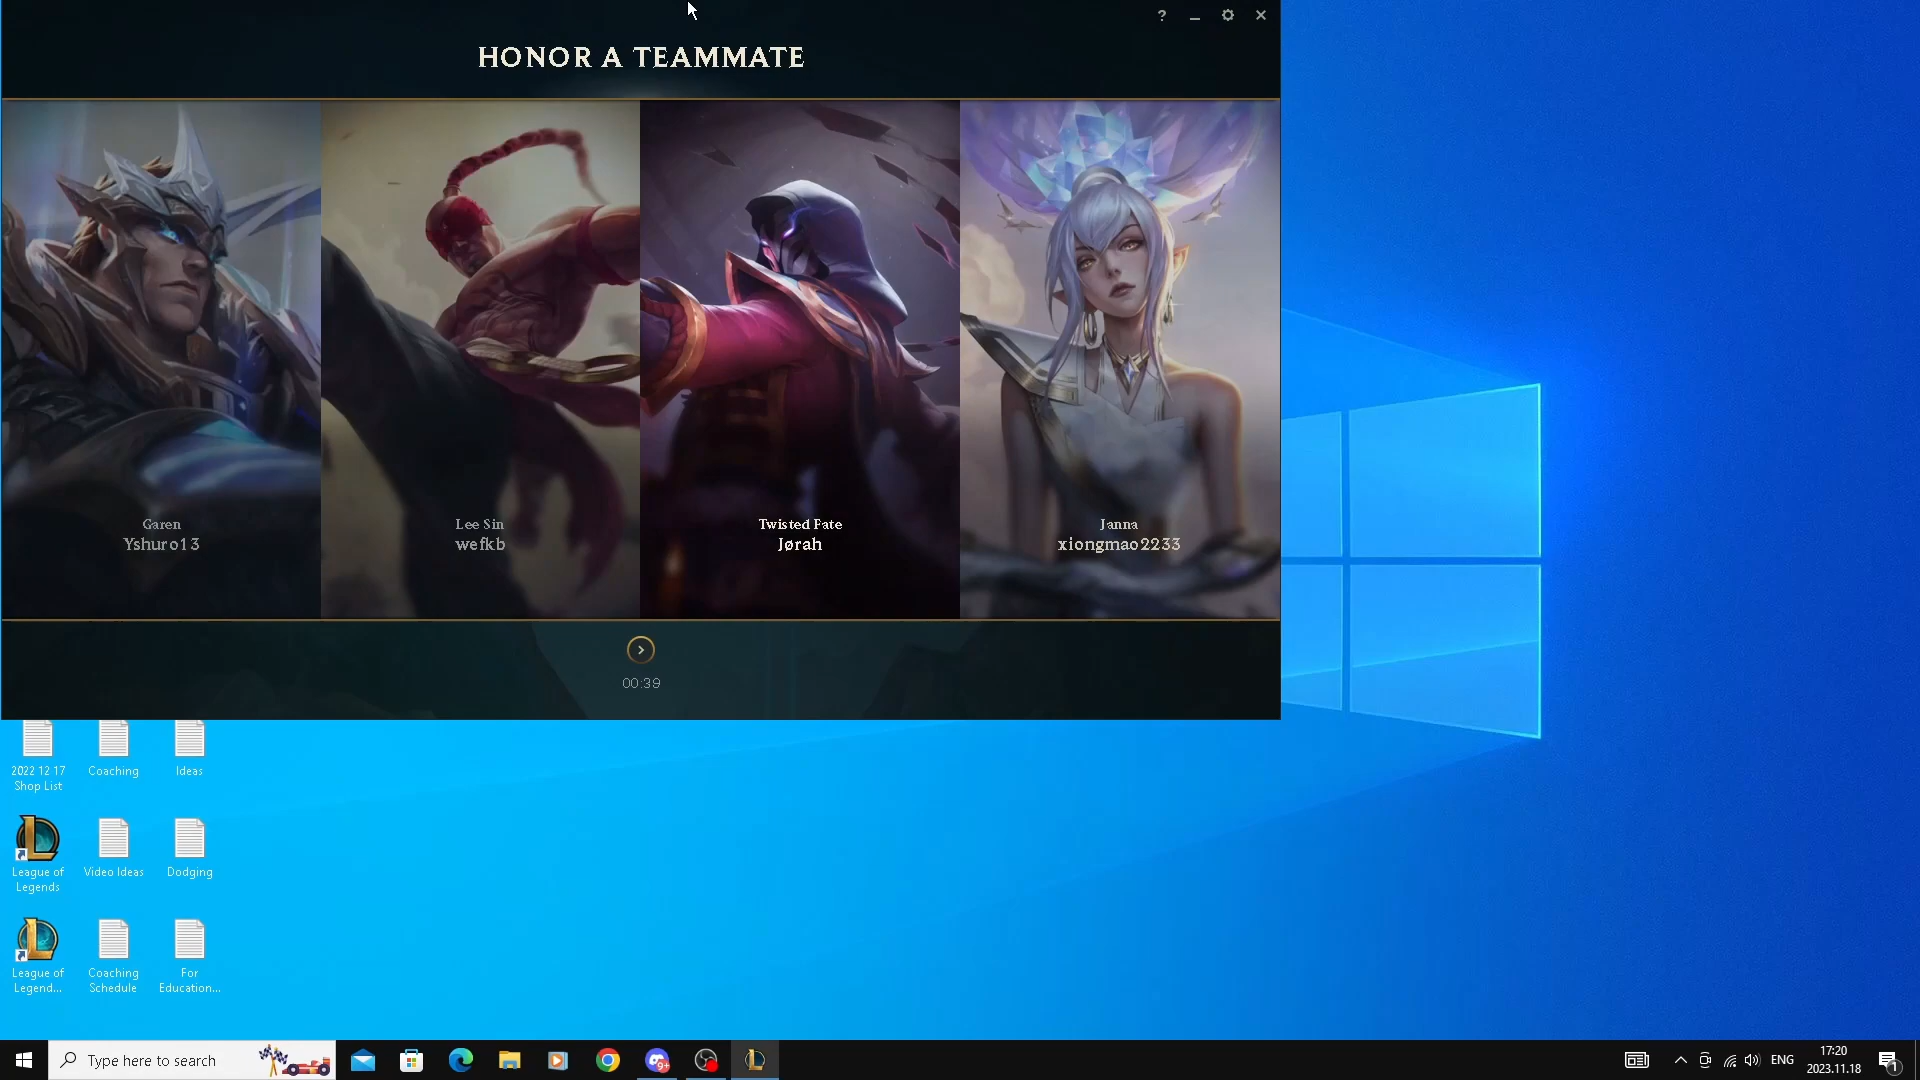 ?
HONOR A TEAMMATE
Garen
Yshuro13
Lee Sin
wefkb
Twisted Fate
Jørah
Janna
xiongmao2233
00:39
2022 12 17
Shop List
Coaching
Ideas
League of
Legends
Video Ideas
Dodging
League of
Legend...
Coaching
Schedule
For
Education...
Type here to search
9+
ENG
17:20
2023.11.18
1